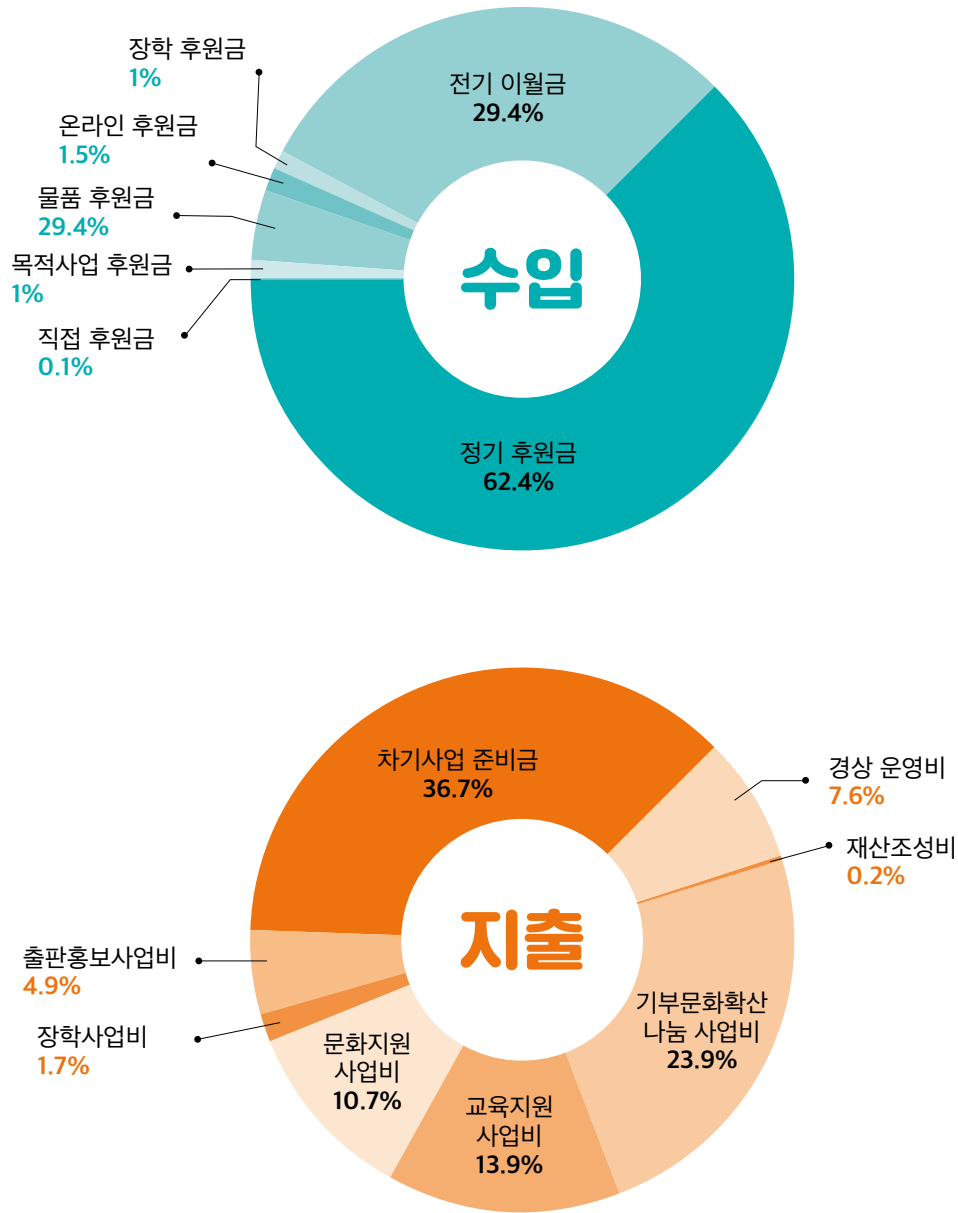 장학 후원금
1%
전기 이월금
29.4%
온라인 후원금
1.5%
물품 후원금
29.4%
목적사업 후원금
1%
직접 후원금
0.1%
수입
정기 후원금
62.4%
차기사업 준비금
36.7%
경상 운영비
7.6%
재산조성비
0.2%
지출
출판홍보사업비
4.9%
장학사업비
1.7%
기부문화확산
나눔 사업비
23.9%
문화지원
사업비
10.7%
교육지원
사업비
13.9%